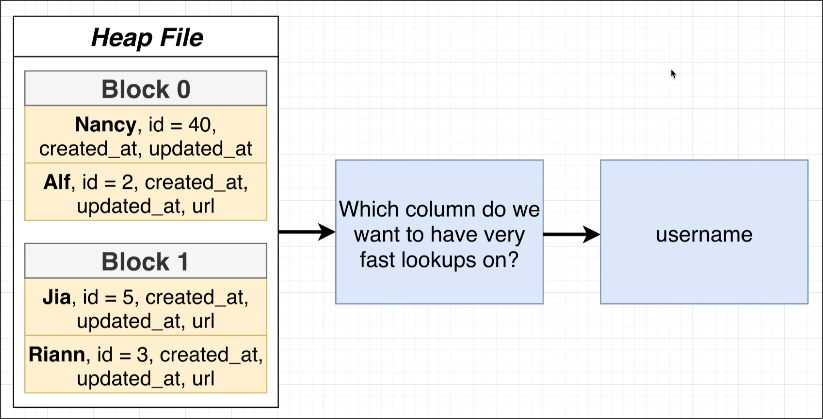 Heap File
Block 0
Nancy, id = 40,
created_at, updated_at
Alf, id = 2, created_at,
updated_at, url
Block 1
Jia, id = 5, created_at,
updated_at, url
Riann, id = 3, created_at,
updated_at, url
Which column do we
want to have very
fast lookups on?
username